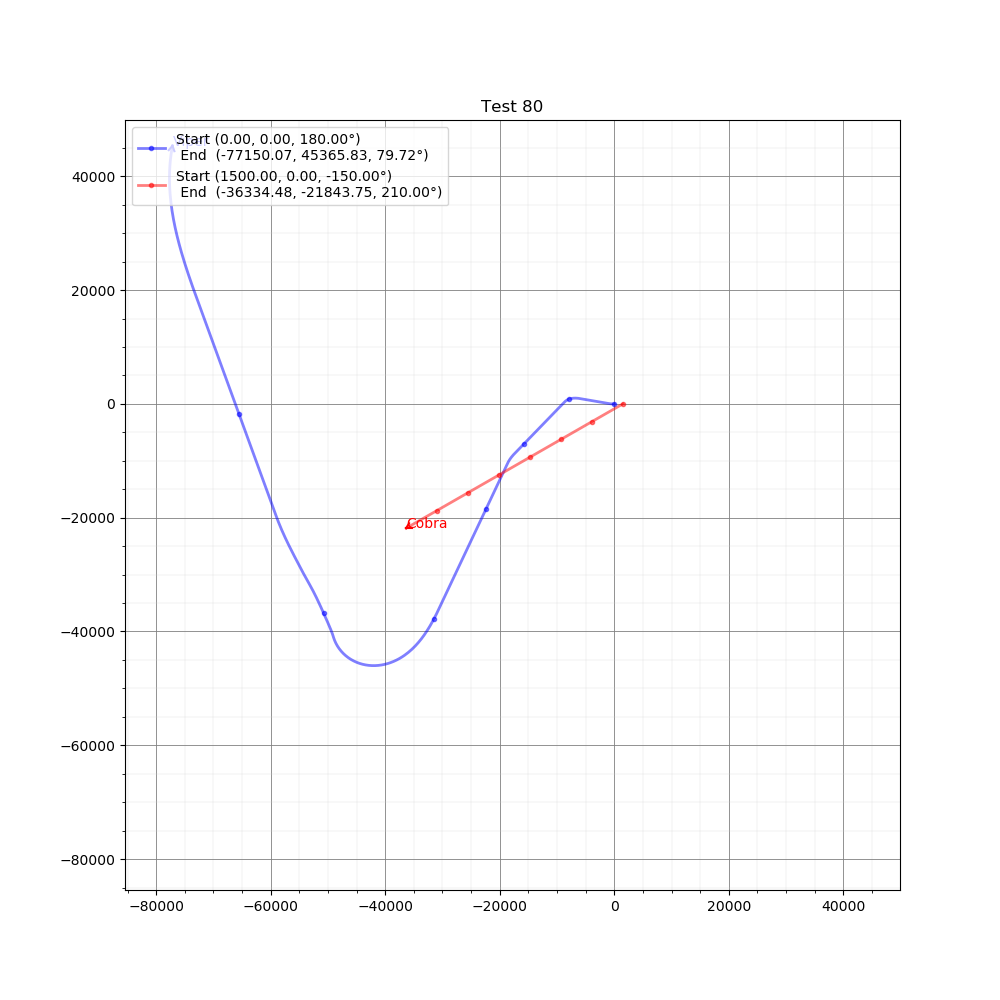 Test 80
Start (0.00, 0.00, 180.00°)
End (-77150.07, 45365.83, 79.72°)
Start (1500.00, 0.00, -150.00°)
End (-36334.48, -21843.75, 210.00°)
40000
20000
0
−20000
−40000
−60000
−80000
Cobra
−80000 −60000 −40000 −20000 0 20000 40000